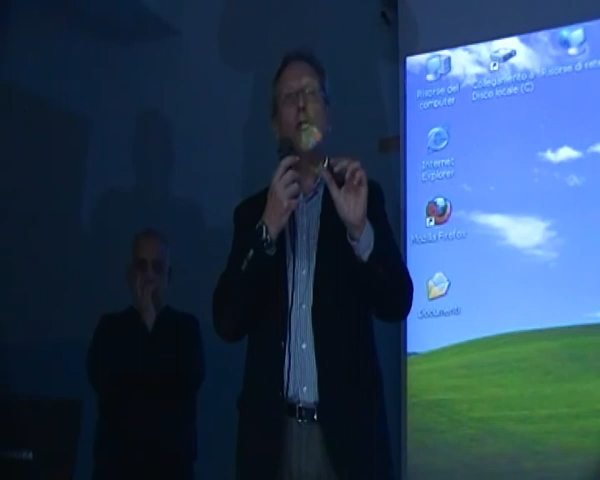 Risorse del
computer
Collegamento a
Disco locale (C)
Risorse di rete
Internet
Explorer
Mozilla Firefox
Documenti